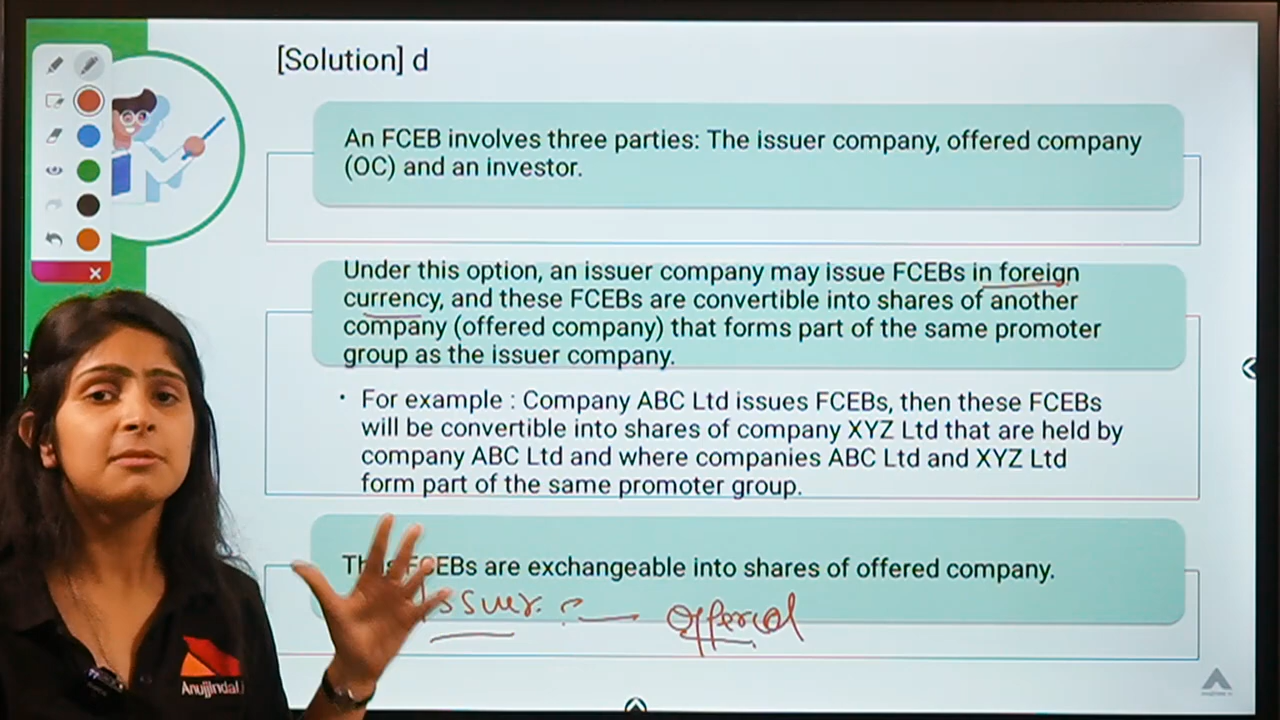 [Solution] d
An FCEB involves three parties: The issuer company, offered company
(OC) and an investor.
Under this option, an issuer company may issue FCEBs in foreign
currency, and these FCEBs are convertible into shares of another
company (offered company) that forms part of the same promoter
group as the issuer company.
• For example : Company ABC Ltd issues FCEBs, then these FCEBs
will be convertible into shares of company XYZ Ltd that are held by
company ABC Ltd and where companies ABC Ltd and XYZ Ltd
form part of the same promoter group.
FCEBs are exchangeable into shares of offered company.
Issuer. Offered
Anujjindal